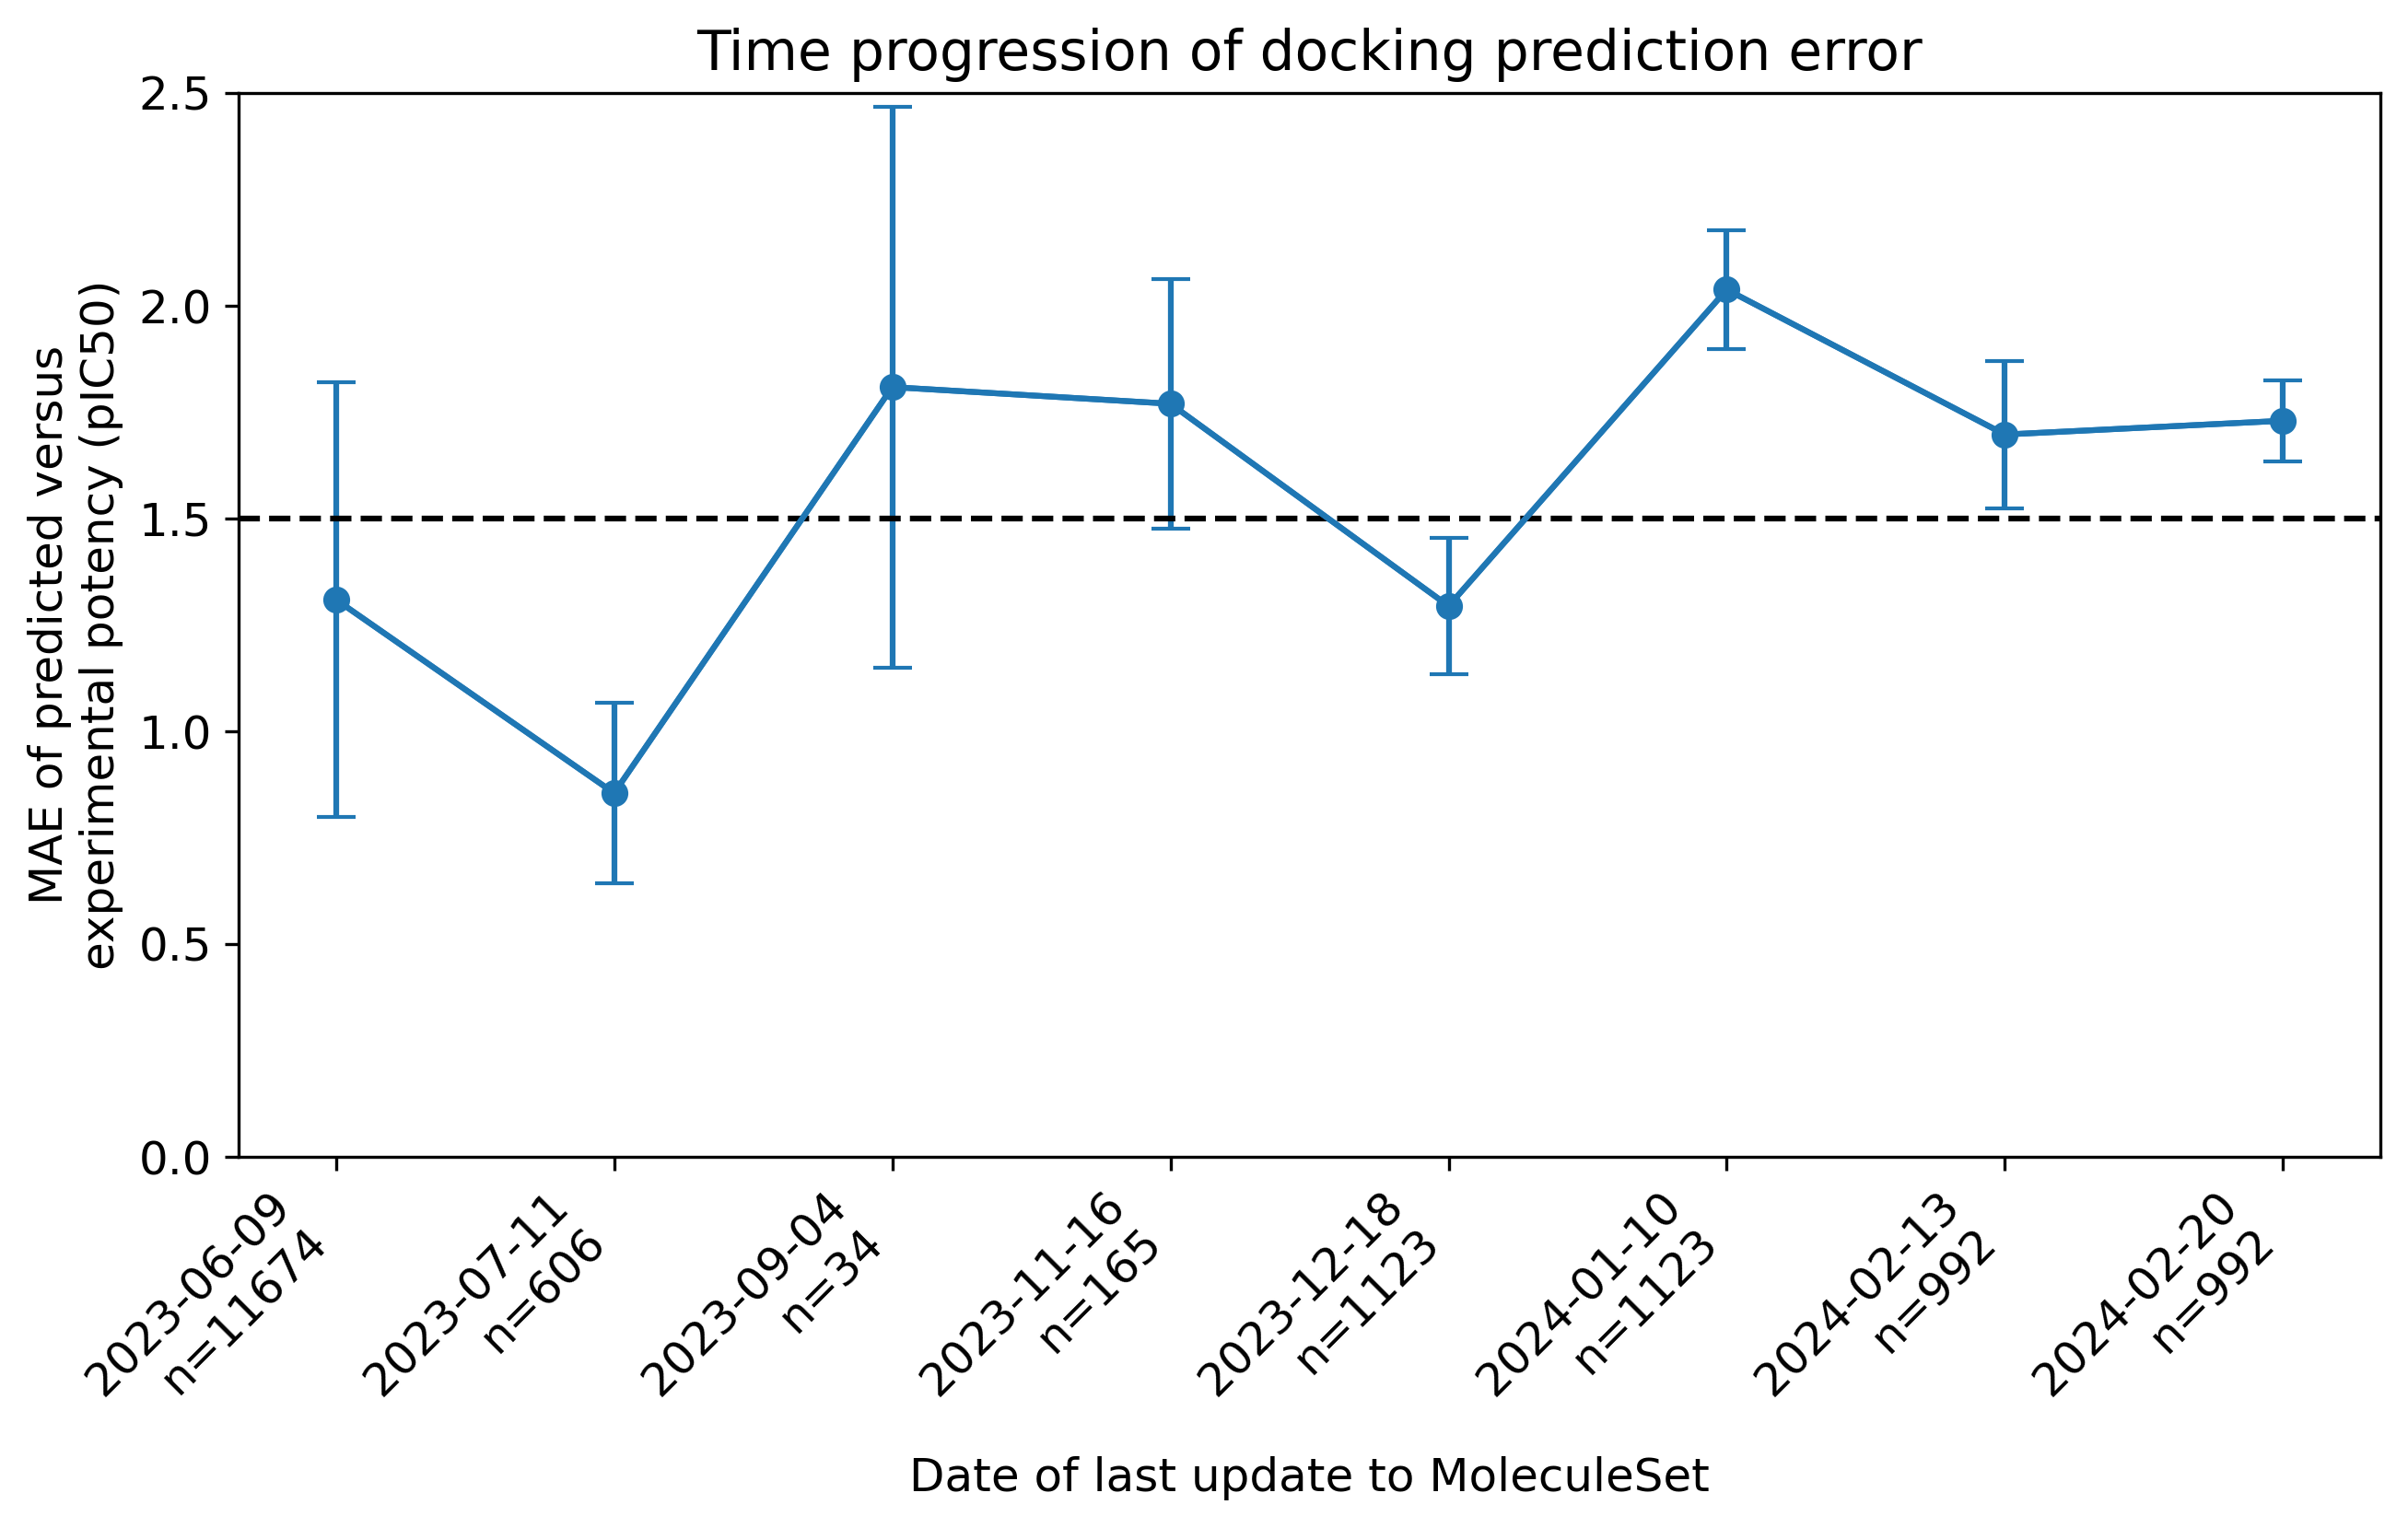 Time progression of docking prediction error
MAE of predicted versus
experimental potency (pIC50)
2.5
2.0
1.5
1.0
0.5
0.0
2023-06-09
n=11674
2023-07-11
n=606
2023-09-04
n=34
2023-11-16
n=165
2023-12-18
n=1123
2024-01-10
n=1123
2024-02-13
n=992
2024-02-20
n=992
Date of last update to MoleculeSet